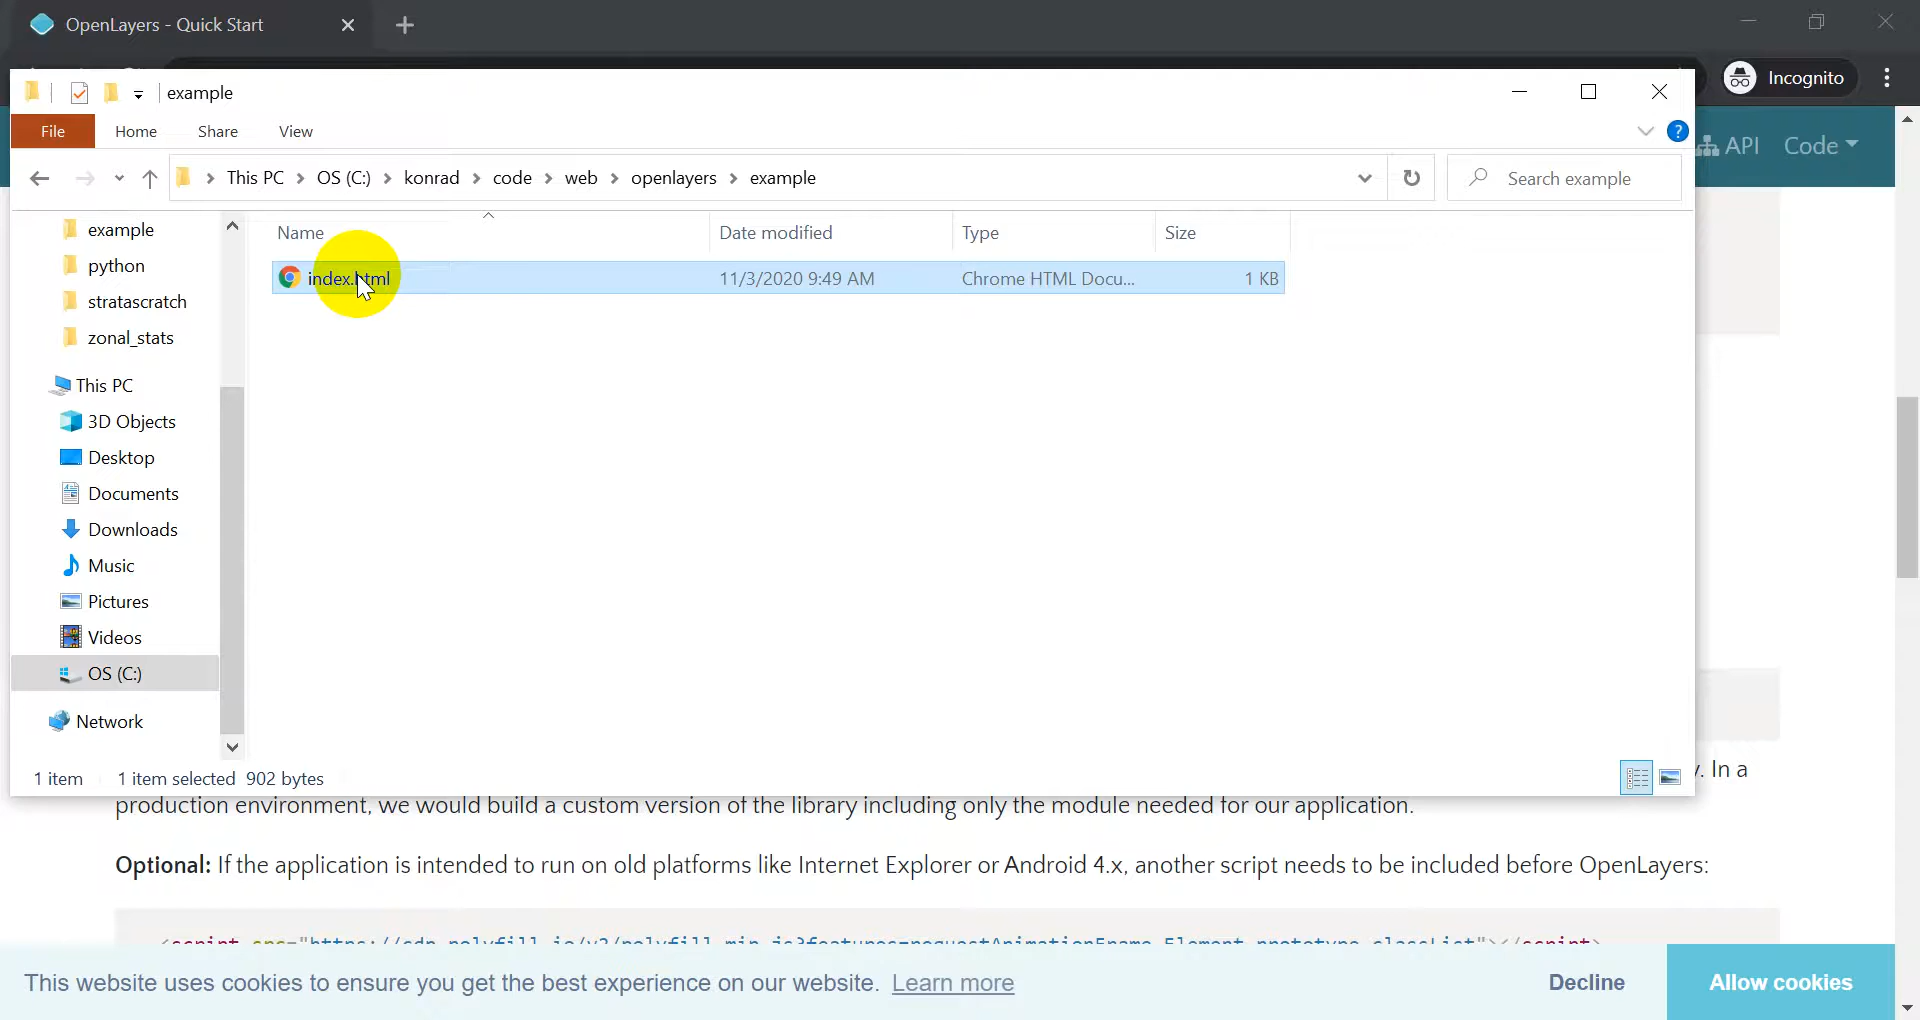 OpenLayers - Quick Start
Incognito
example
File Home Share View
?
API Code
This PC > OS (C:) > konrad > code > web > openlayers > example
Search example
Name Date modified Type Size
index.html 11/3/2020 9:49 AM Chrome HTML Docu... 1 KB
example
python
stratascratch
zonal_stats
This PC
3D Objects
Desktop
Documents
Downloads
Music
Pictures
Videos
OS (C:)
Network
1 item 1 item selected 902 bytes
y. In a
production environment, we would build a custom version of the library including only the module needed for our application.
Optional: If the application is intended to run on old platforms like Internet Explorer or Android 4.x, another script needs to be included before OpenLayers:
This website uses cookies to ensure you get the best experience on our website. Learn more
Decline
Allow cookies